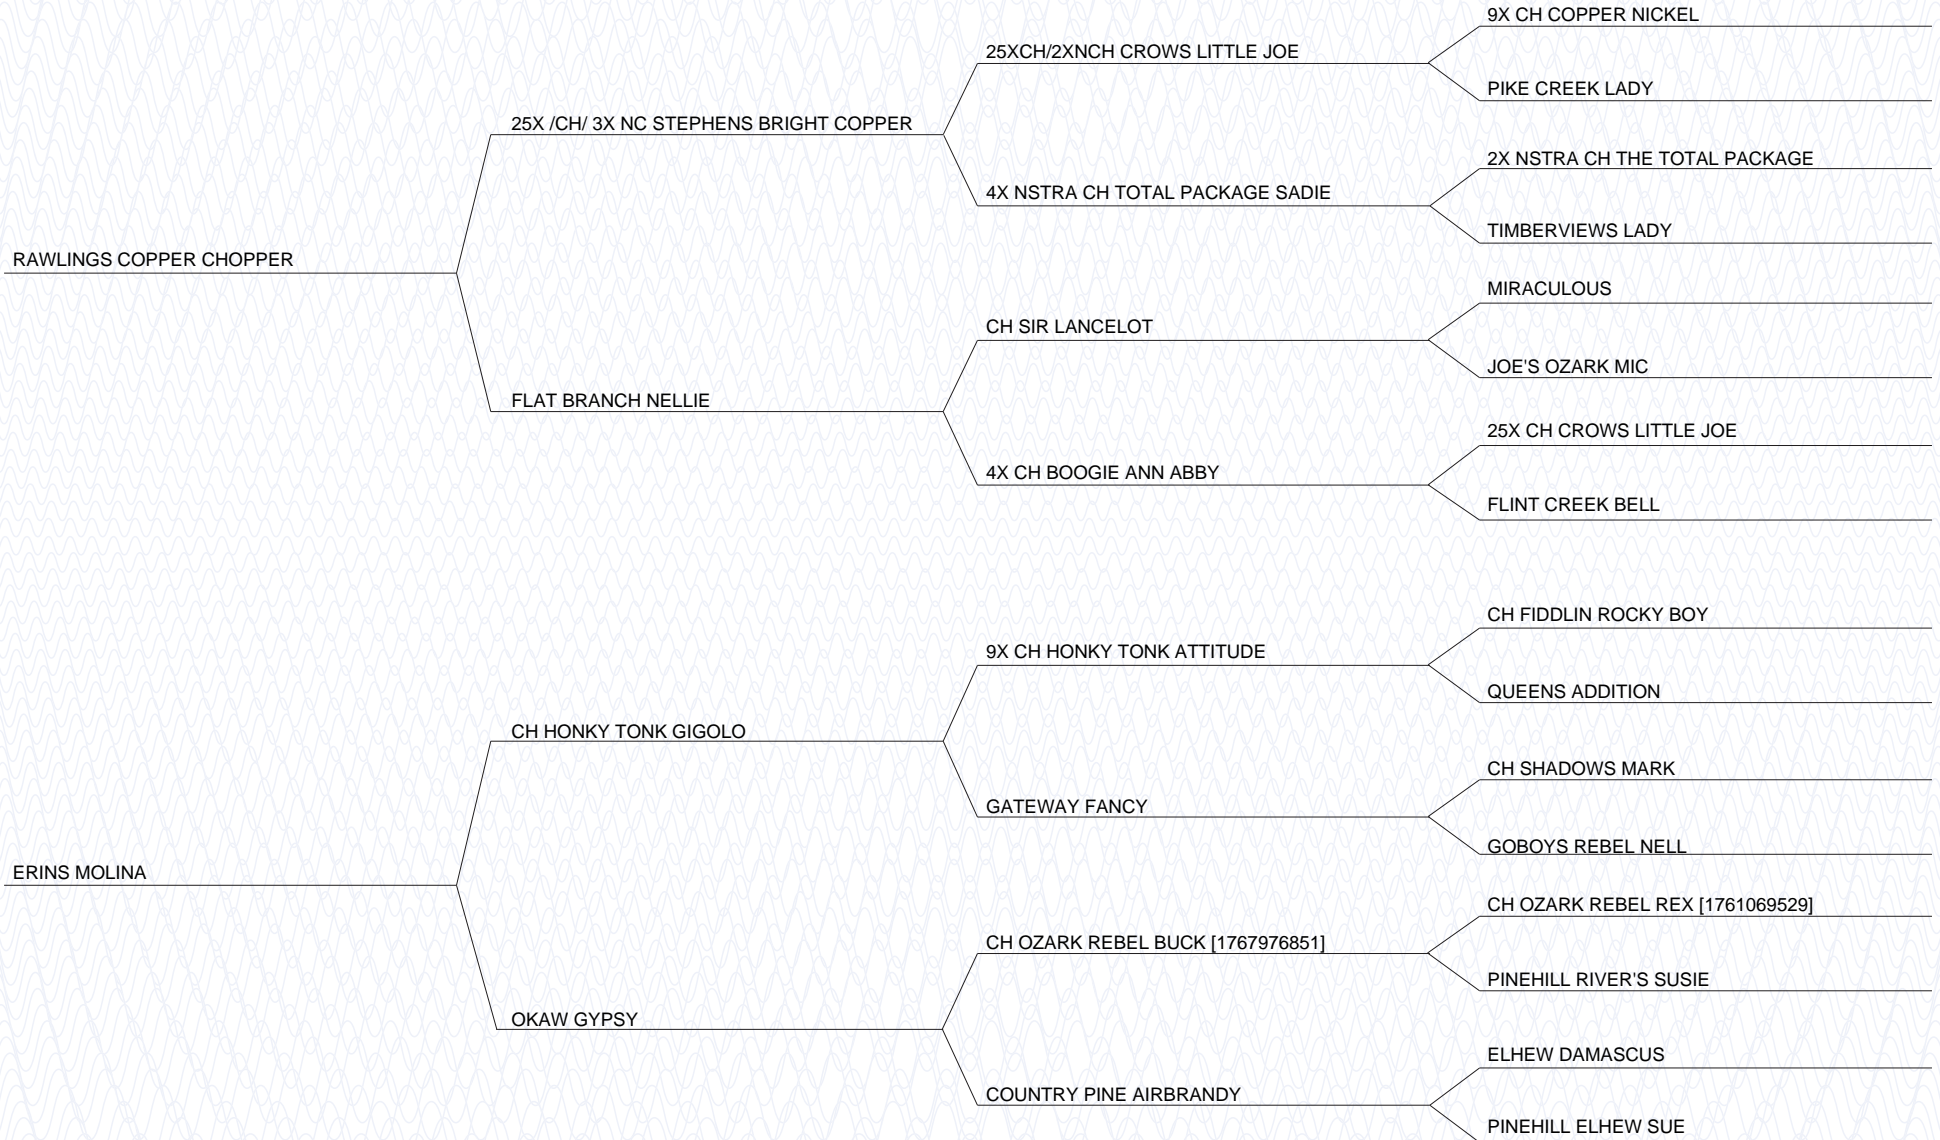 9X CH COPPER NICKEL
25XCH/2XNCH CROWS LITTLE JOE
PIKE CREEK LADY
25X /CH/ 3X NC STEPHENS BRIGHT COPPER
2X NSTRA CH THE TOTAL PACKAGE
4X NSTRA CH TOTAL PACKAGE SADIE
TIMBERVIEWS LADY
RAWLINGS COPPER CHOPPER
MIRACULOUS
CH SIR LANCELOT
JOE'S OZARK MIC
FLAT BRANCH NELLIE
25X CH CROWS LITTLE JOE
4X CH BOOGIE ANN ABBY
FLINT CREEK BELL
CH FIDDLIN ROCKY BOY
9X CH HONKY TONK ATTITUDE
QUEENS ADDITION
CH HONKY TONK GIGOLO
CH SHADOWS MARK
GATEWAY FANCY
GOBOYS REBEL NELL
ERINS MOLINA
CH OZARK REBEL REX [1761069529]
CH OZARK REBEL BUCK [1767976851]
PINEHILL RIVER'S SUSIE
OKAW GYPSY
ELHEW DAMASCUS
COUNTRY PINE AIRBRANDY
PINEHILL ELHEW SUE